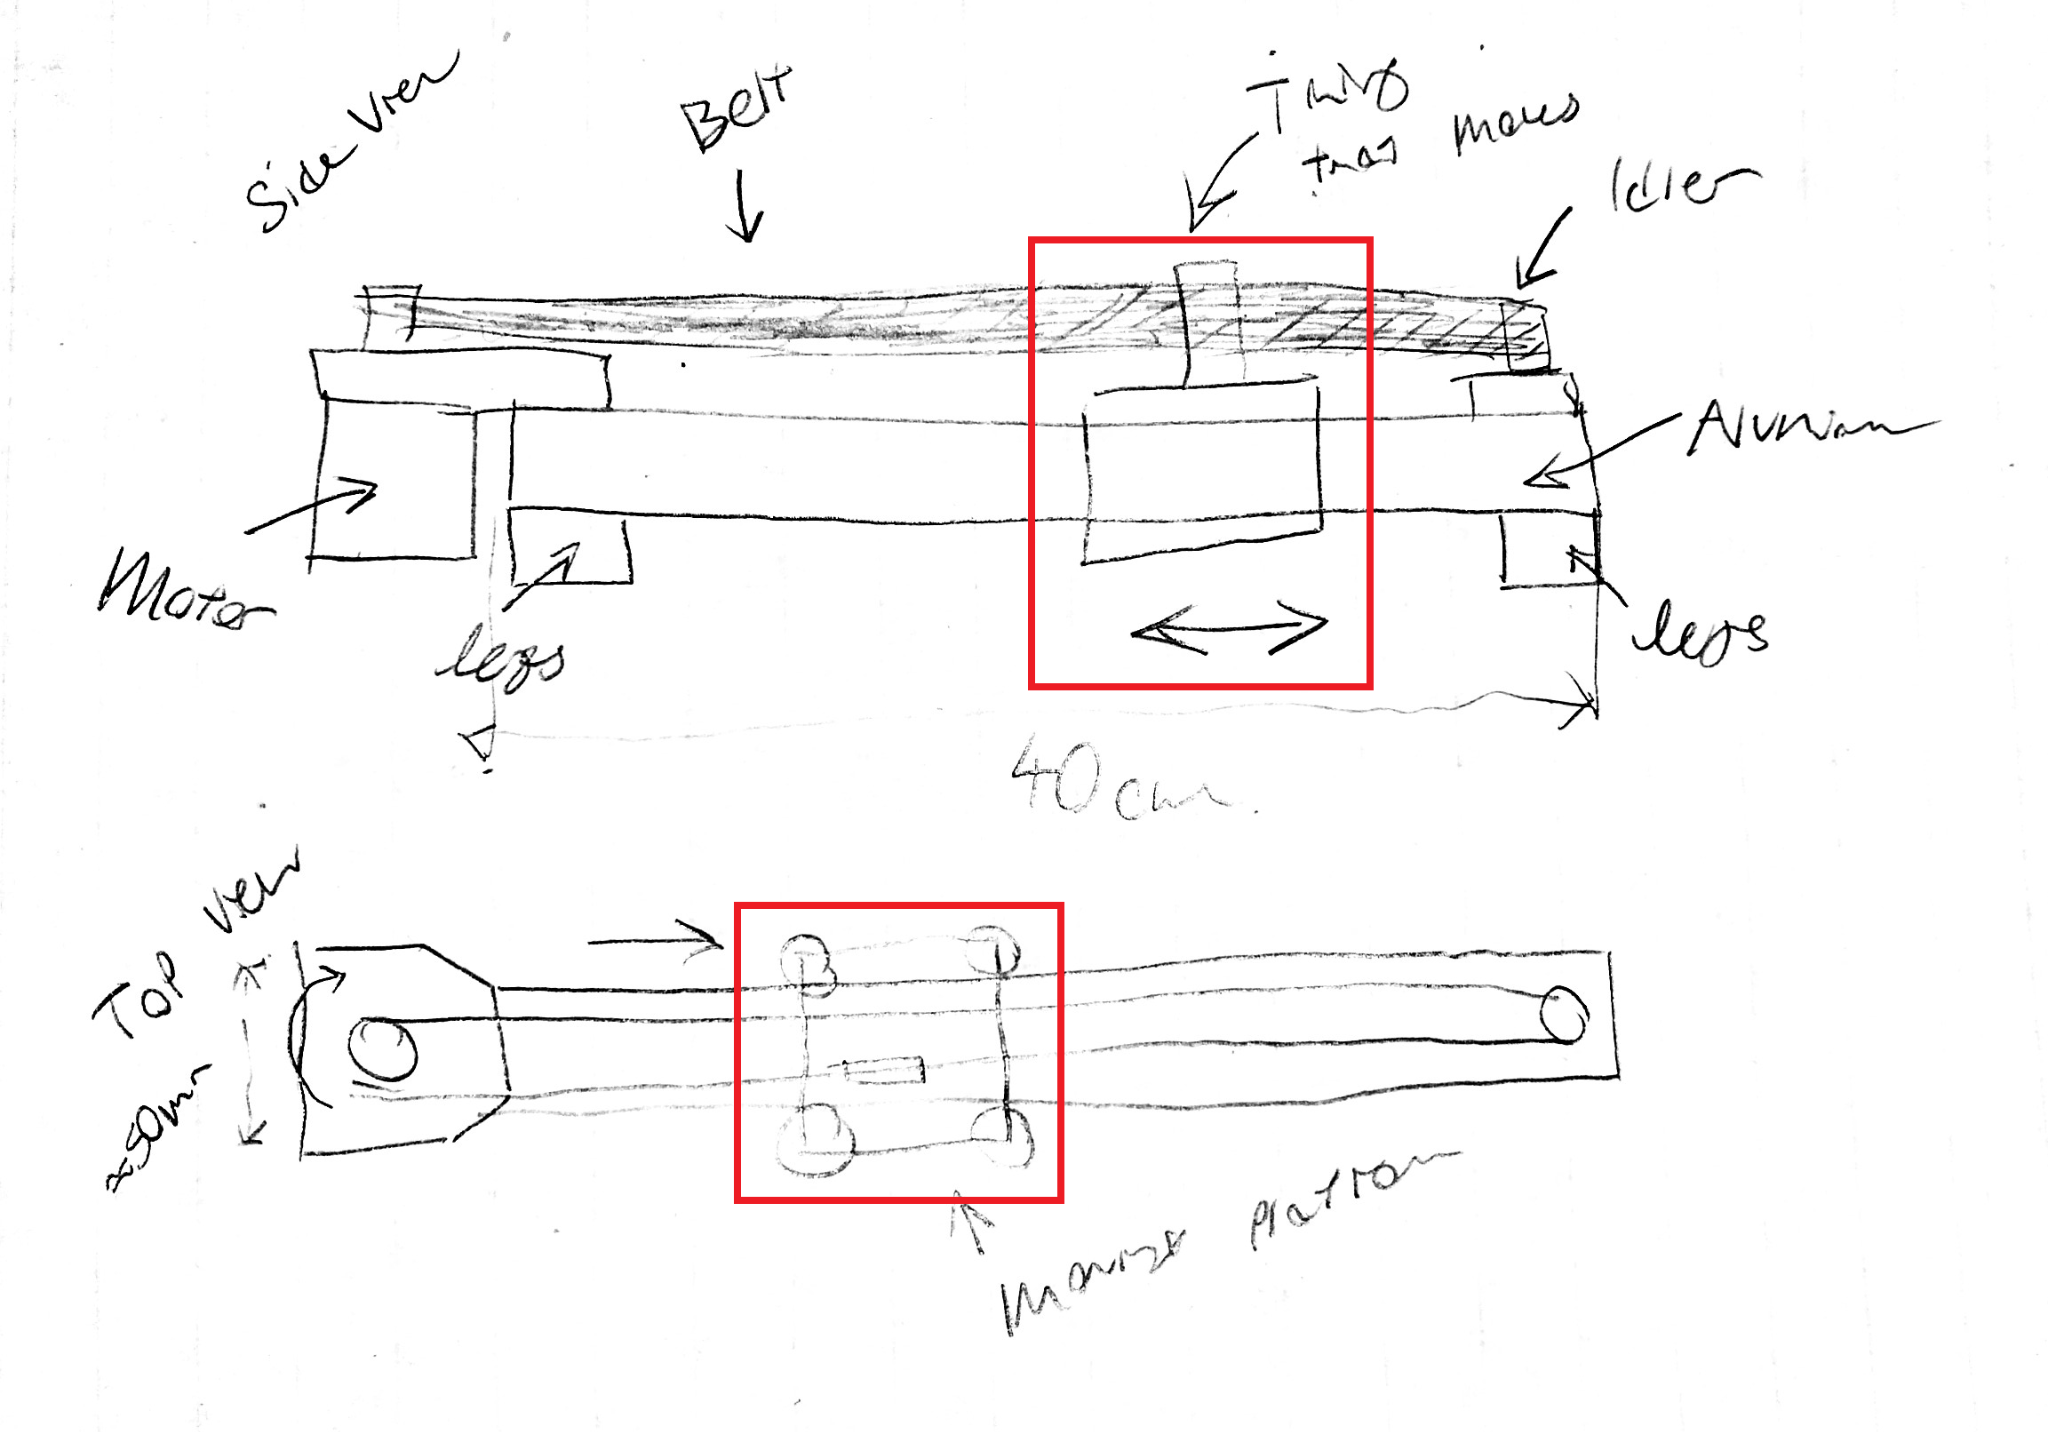 Side View
Belt
Thing
that moves
Idler
Motor
legs
Aluminum
legs
40cm
Top View
≈50mm
moving platform